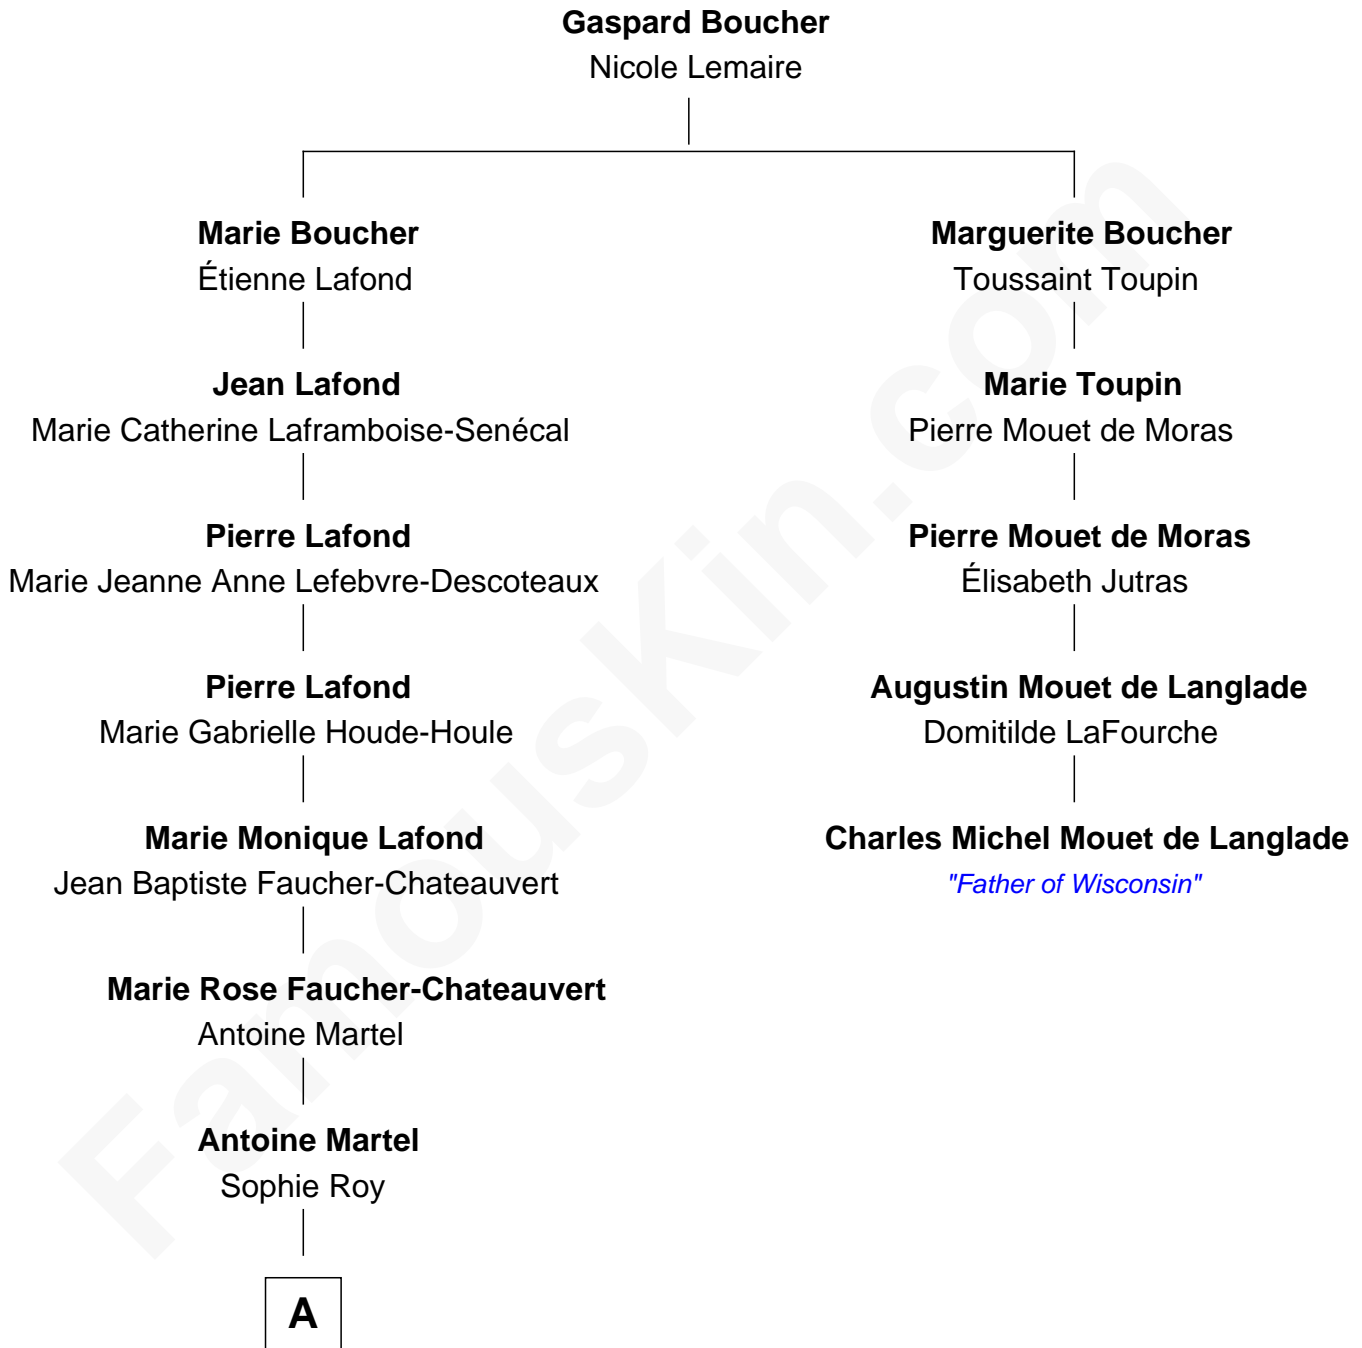 Gaspard Boucher
Nicole Lemaire
Marie Boucher
Étienne Lafond
Jean Lafond
Marie Catherine Laframboise-Senécal
Pierre Lafond
Marie Jeanne Anne Lefebvre-Descoteaux
Pierre Lafond
Marie Gabrielle Houde-Houle
Marie Monique Lafond
Jean Baptiste Faucher-Chateauvert
Marie Rose Faucher-Chateauvert
Antoine Martel
Antoine Martel
Sophie Roy
A
Marguerite Boucher
Toussaint Toupin
Marie Toupin
Pierre Mouet de Moras
Pierre Mouet de Moras
Élisabeth Jutras
Augustin Mouet de Langlade
Domitilde LaFourche
Charles Michel Mouet de Langlade
"Father of Wisconsin"
FamousKin.com